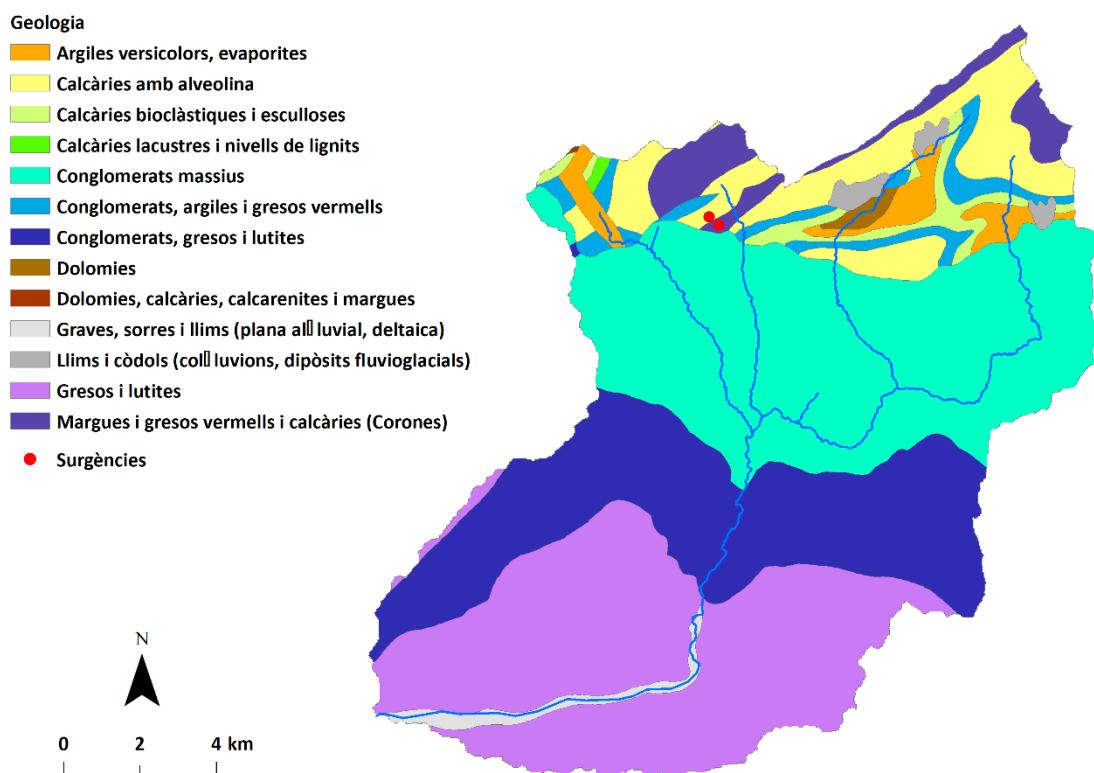 Geologia
Argiles versicolors, evaporites
Calcàries amb alveolina
Calcàries bioclàstiques i esculloses
Calcàries lacustres i nivells de lignits
Conglomerats massius
Conglomerats, argiles i gresos vermells
Conglomerats, gresos i lutites
Dolomies
Dolomies, calcàries, calcarenites i margues
Graves, sorres i llims (plana al▯luvial, deltaica)
Llims i còdols (col▯luvions, dipòsits fluvioglacials)
Gresos i lutites
Margues i gresos vermells i calcàries (Corones)
Surgències
N
0 2 4 km